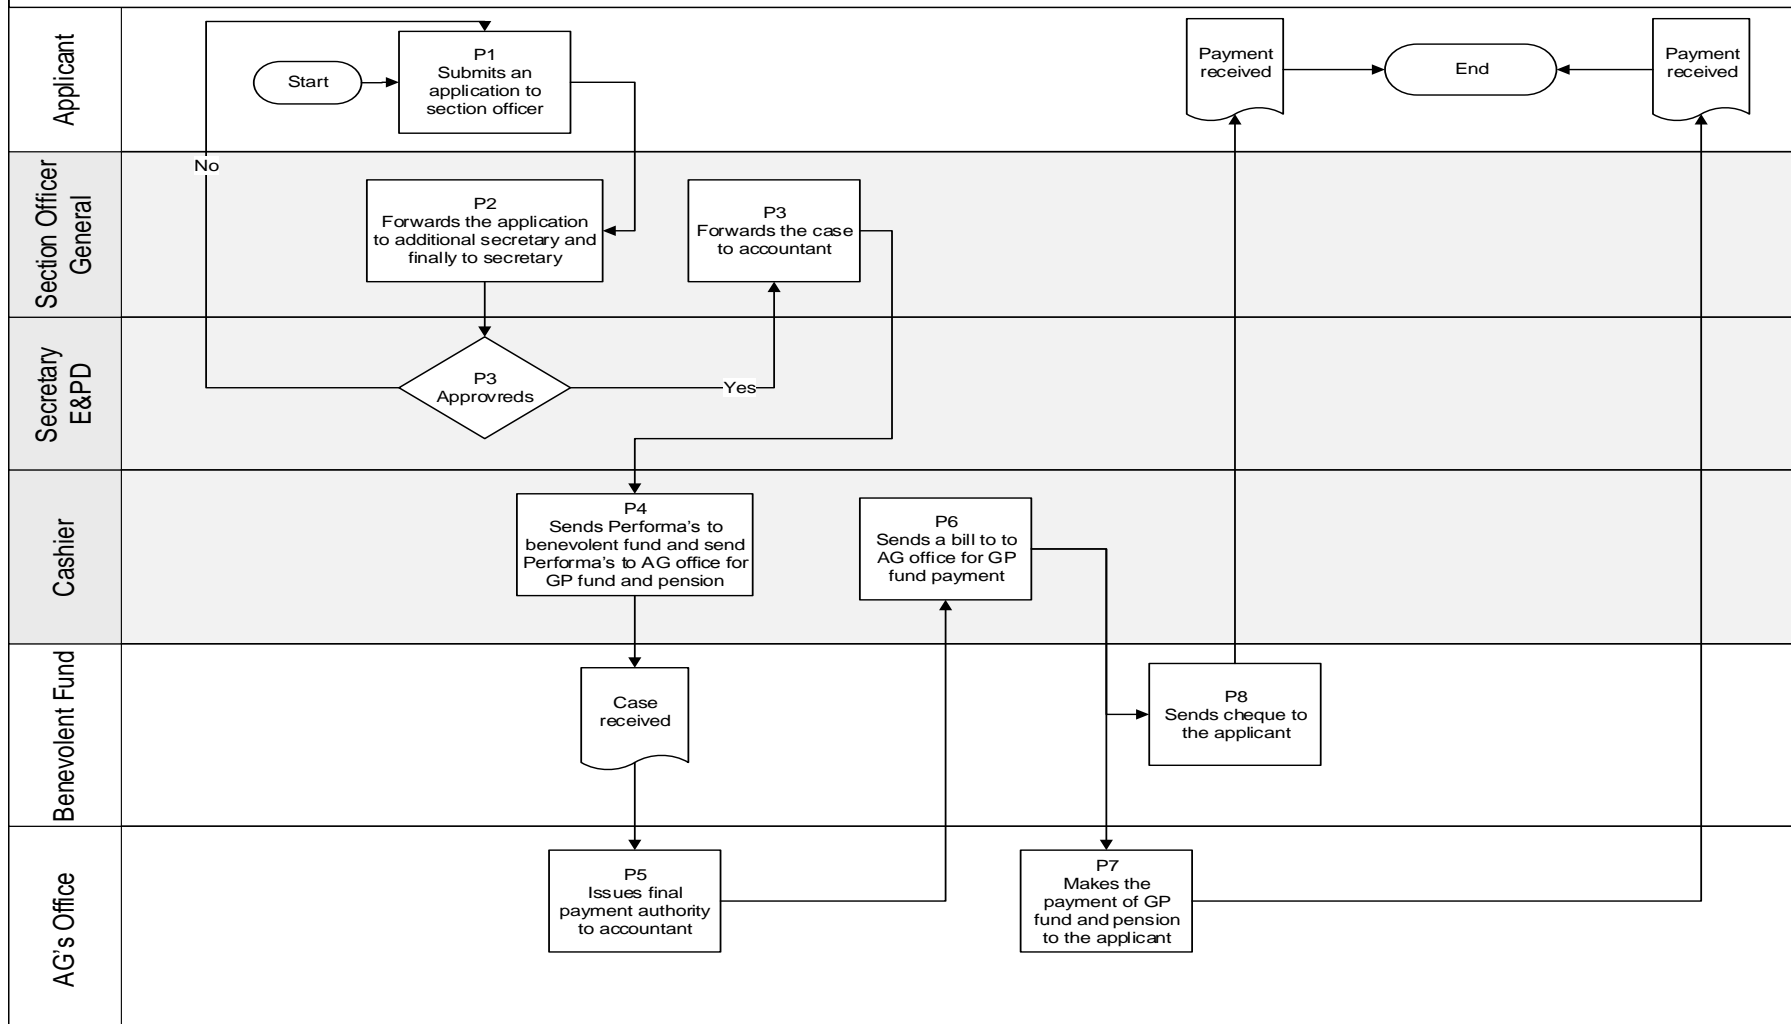 Applicant
Start
P1
Submits an
application to
section officer
Payment
received
End
Payment
received
No
Section Officer
General
P2
Forwards the application
to additional secretary and
finally to secretary
P3
Forwards the case
to accountant
Secretary
E&PD
P3
Approvreds
Yes
Cashier
P4
Sends Performa's to
benevolent fund and send
Performa's to AG office for
GP fund and pension
P6
Sends a bill to to
AG office for GP
fund payment
Benevolent Fund
Case
received
P8
Sends cheque to
the applicant
AG's Office
P5
Issues final
payment authority
to accountant
P7
Makes the
payment of GP
fund and pension
to the applicant